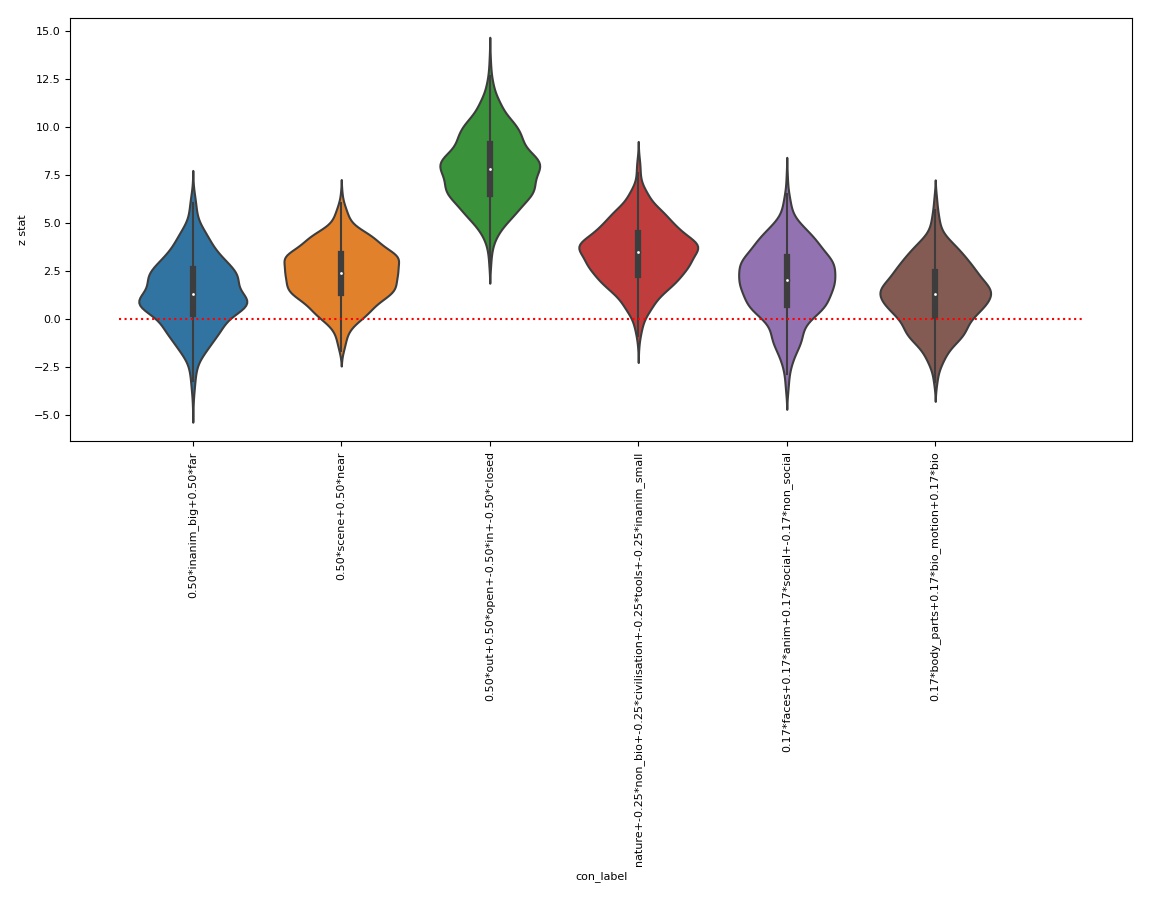 15.0
12.5
10.0
7.5
5.0
2.5
0.0
−2.5
−5.0
z stat
0.50*inanim_big+0.50*far
0.50*scene+0.50*near
0.50*out+0.50*open+-0.50*in+-0.50*closed
nature+-0.25*non_bio+-0.25*civilisation+-0.25*tools+-0.25*inanim_small
0.17*faces+0.17*anim+0.17*social+-0.17*non_social
0.17*body_parts+0.17*bio_motion+0.17*bio
con_label